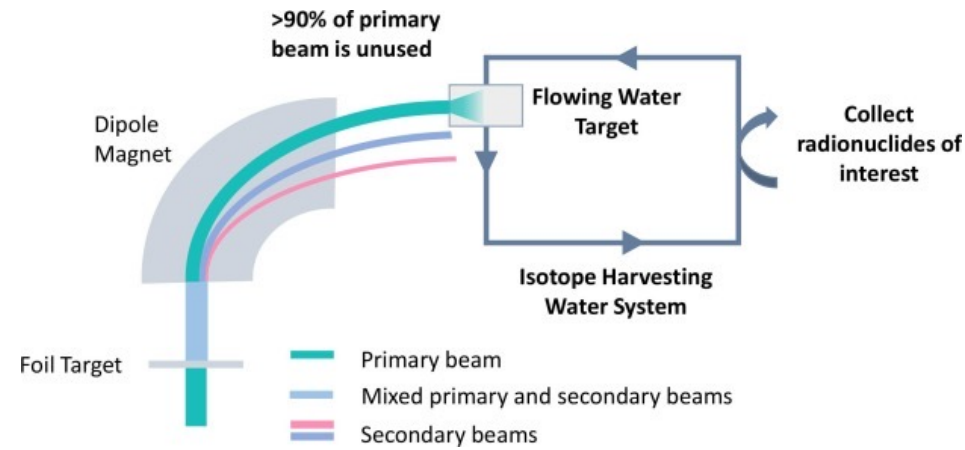 >90% of primary
beam is unused
Dipole
Magnet
Flowing Water
Target
Collect
radionuclides of
interest
Isotope Harvesting
Water System
Foil Target
Primary beam
Mixed primary and secondary beams
Secondary beams